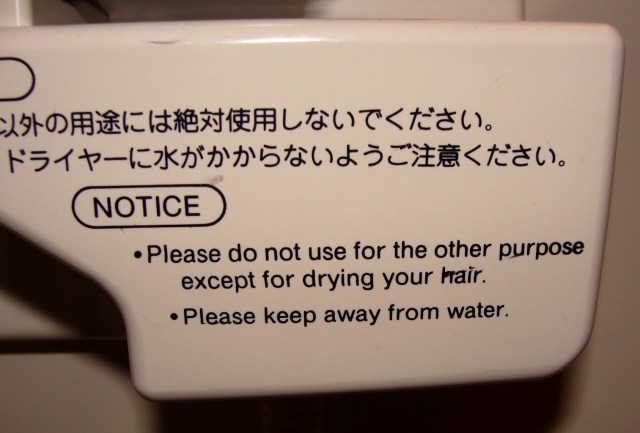 以外の用途には絶対使用しないでください。
ドライヤーに水がかからないようご注意ください。
NOTICE
•Please do not use for the other purpose
except for drying your hair.
•Please keep away from water.